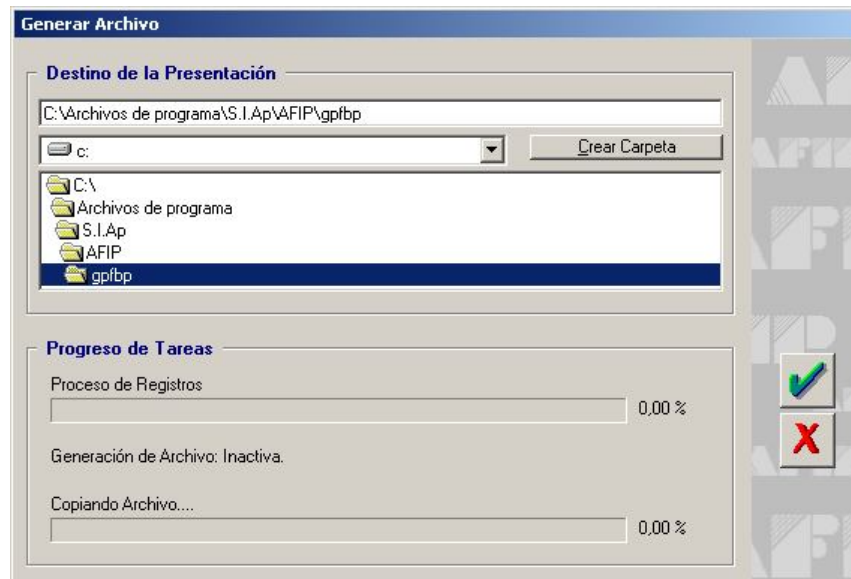 Generar Archivo
Destino de la Presentación
C:\Archivos de programa\S.I.Ap\AFIP\gpfbp
c:
Crear Carpeta
C:\
Archivos de programa
S.I.Ap
AFIP
gpfbp
Progreso de Tareas
Proceso de Registros
0,00 %
Generación de Archivo: Inactiva.
Copiando Archivo....
0,00 %